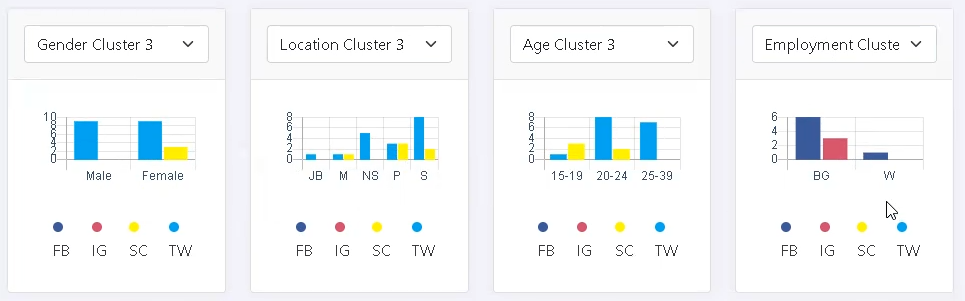 Gender Cluster 3
10
8
6
4
2
0
Male Female
FB IG SC TW
Location Cluster 3
8
6
4
2
0
JB M NS P S
FB IG SC TW
Age Cluster 3
8
6
4
2
0
15-19 20-24 25-39
FB IG SC TW
Employment Cluste
6
4
2
0
BG W
FB IG SC TW